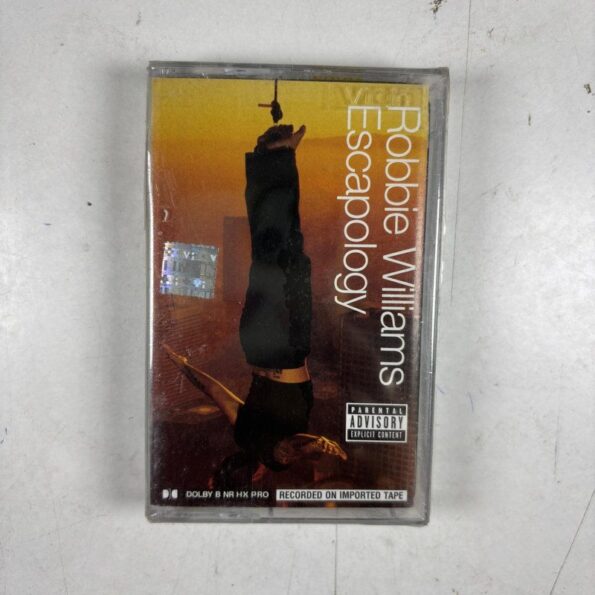 Robbie Williams
Escapology
PARENTAL
ADVISORY
EXPLICIT CONTENT
DOLBY B NR HX PRO
RECORDED ON IMPORTED TAPE